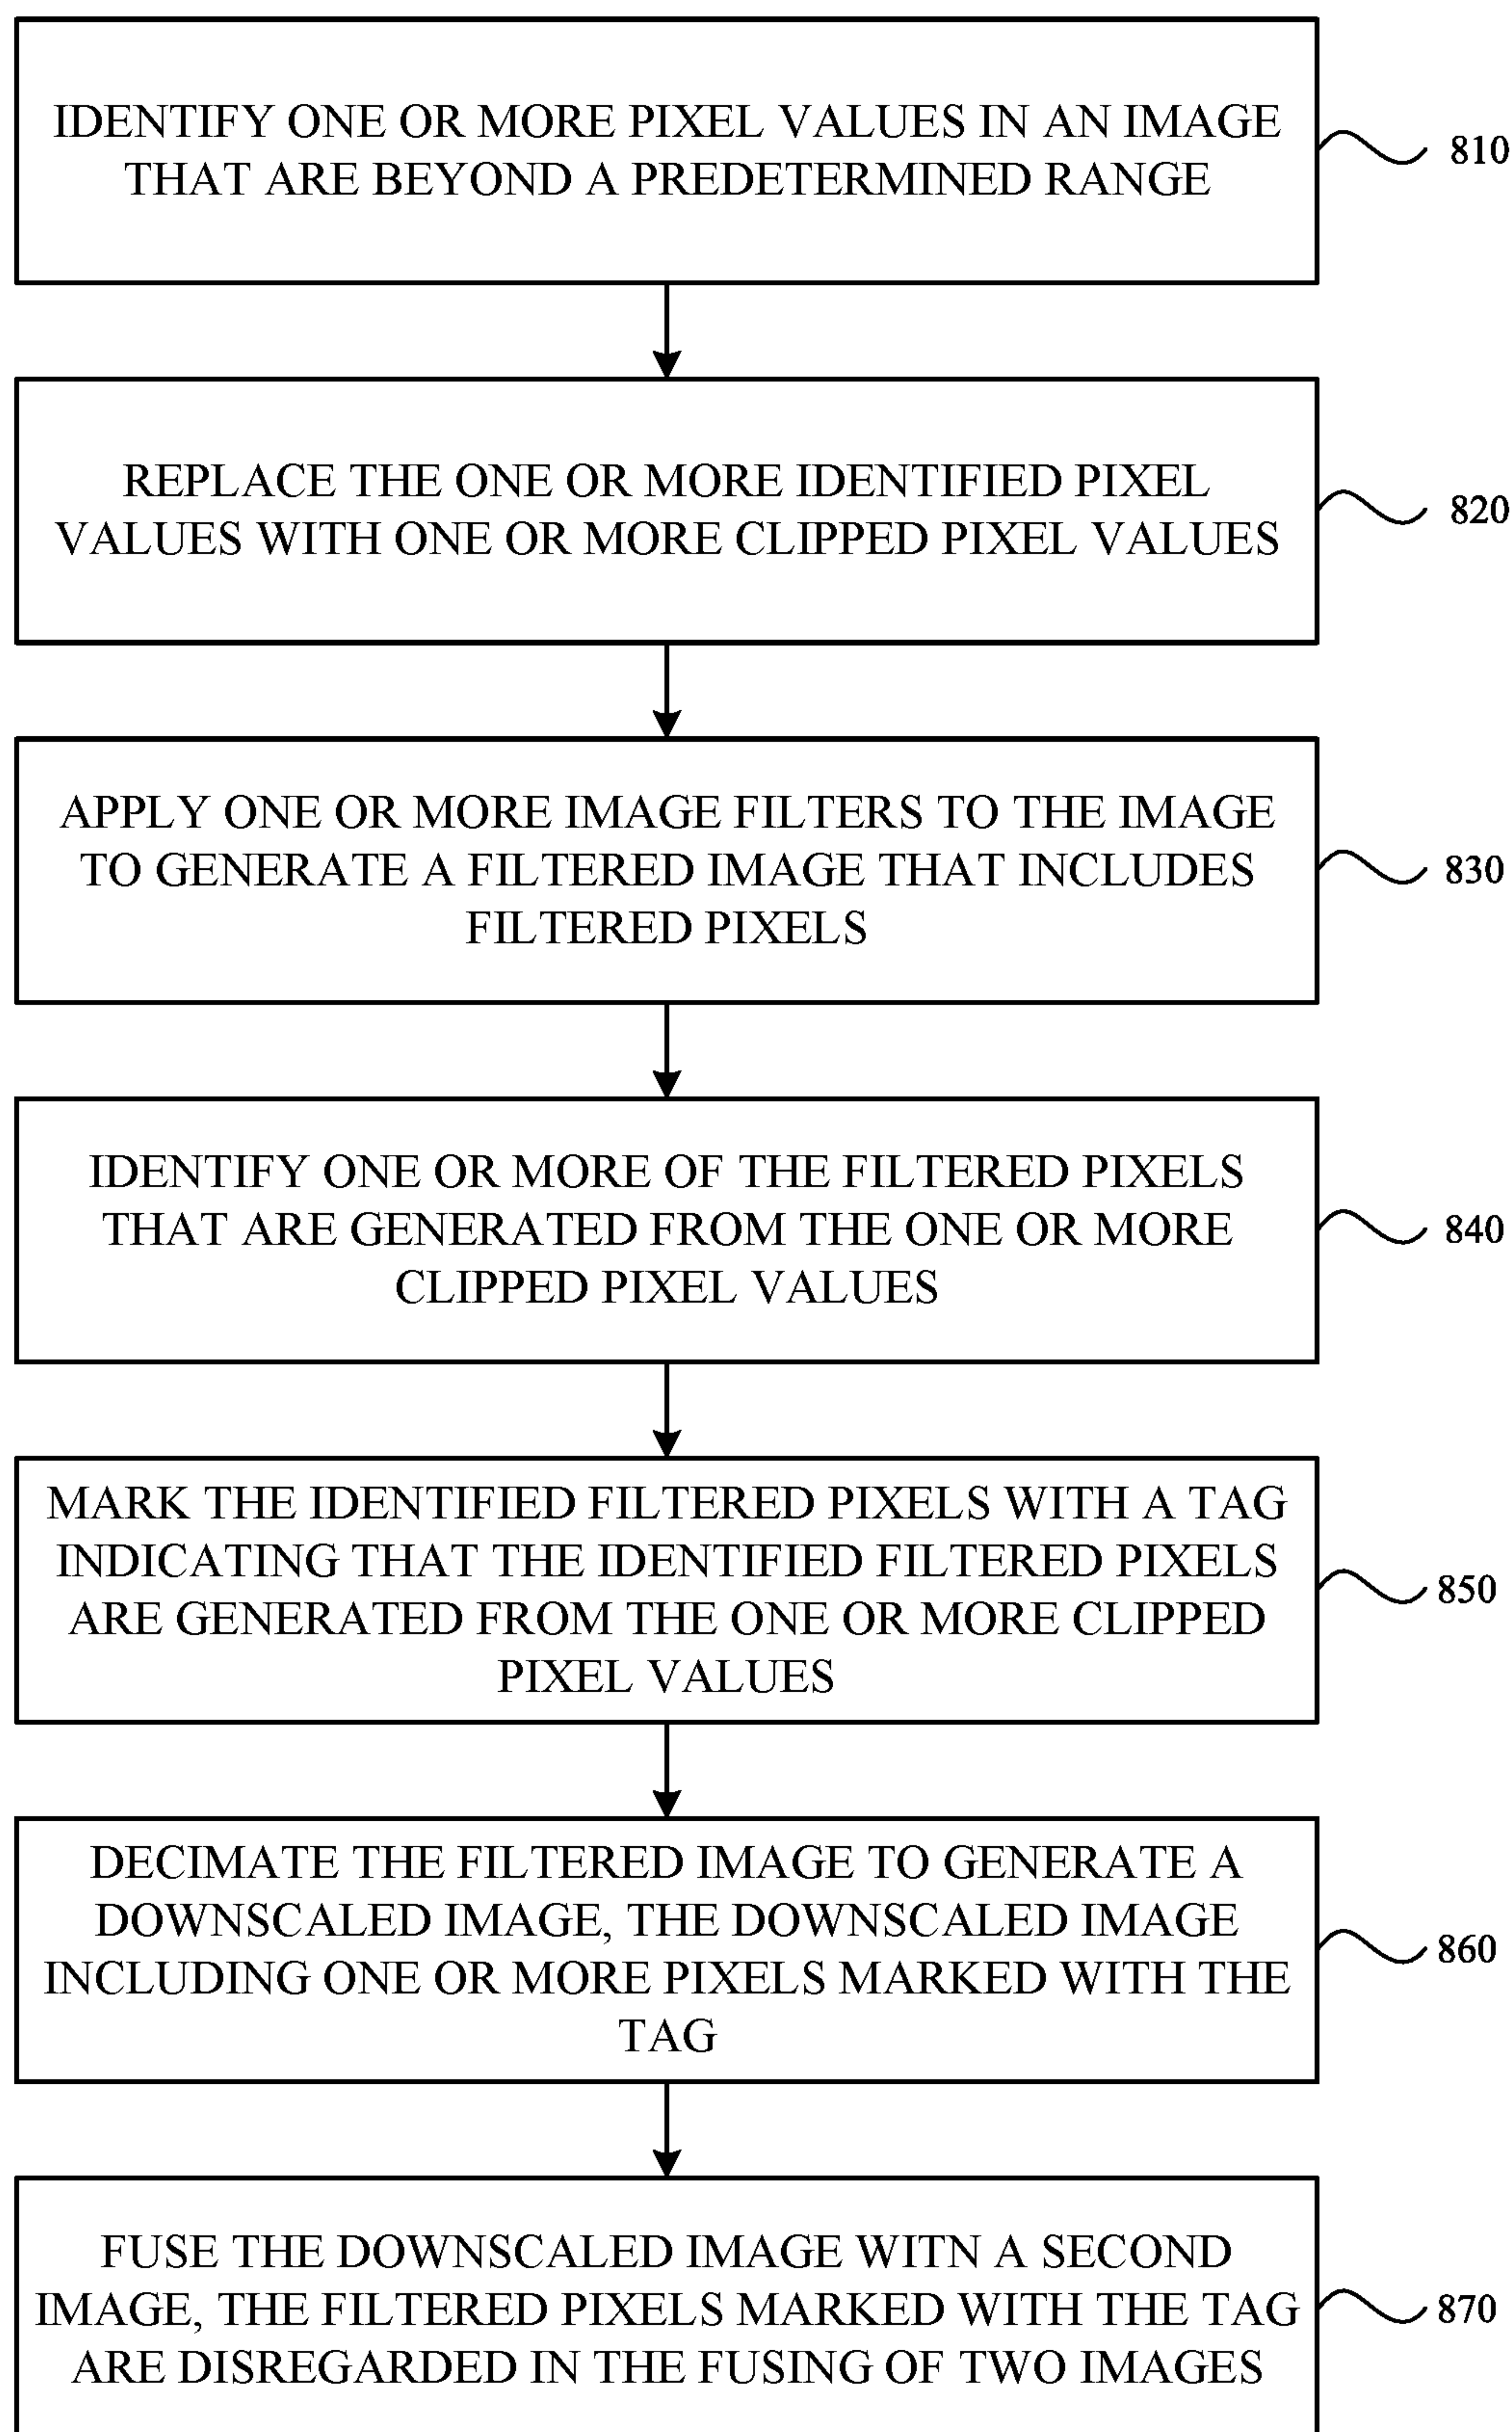 IDENTIFY ONE OR MORE PIXEL VALUES IN AN IMAGE
THAT ARE BEYOND A PREDETERMINED RANGE
810
REPLACE THE ONE OR MORE IDENTIFIED PIXEL
VALUES WITH ONE OR MORE CLIPPED PIXEL VALUES
820
APPLY ONE OR MORE IMAGE FILTERS TO THE IMAGE
TO GENERATE A FILTERED IMAGE THAT INCLUDES
FILTERED PIXELS
830
IDENTIFY ONE OR MORE OF THE FILTERED PIXELS
THAT ARE GENERATED FROM THE ONE OR MORE
CLIPPED PIXEL VALUES
840
MARK THE IDENTIFIED FILTERED PIXELS WITH A TAG
INDICATING THAT THE IDENTIFIED FILTERED PIXELS
ARE GENERATED FROM THE ONE OR MORE CLIPPED
PIXEL VALUES
850
DECIMATE THE FILTERED IMAGE TO GENERATE A
DOWNSCALED IMAGE, THE DOWNSCALED IMAGE
INCLUDING ONE OR MORE PIXELS MARKED WITH THE
TAG
860
FUSE THE DOWNSCALED IMAGE WITN A SECOND
IMAGE, THE FILTERED PIXELS MARKED WITH THE TAG
ARE DISREGARDED IN THE FUSING OF TWO IMAGES
870